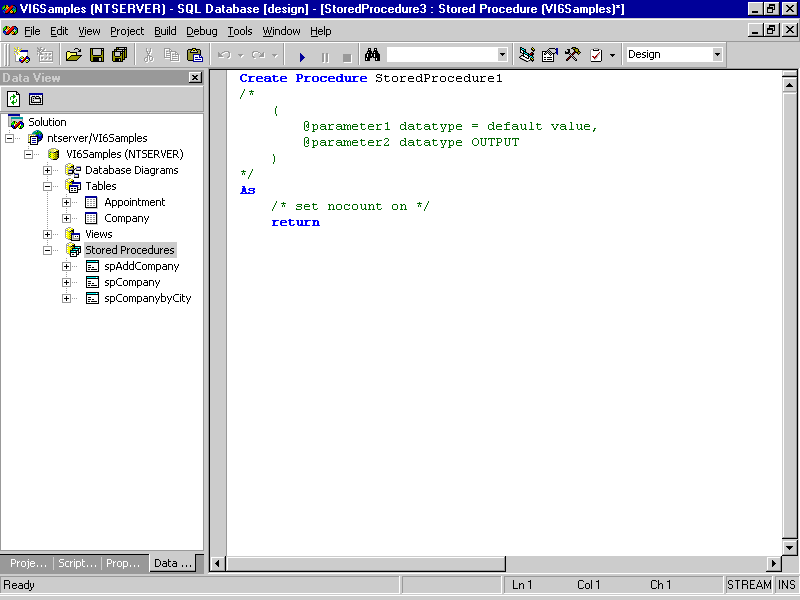 VI6Samples (NTSERVER) - SQL Database [design] - [StoredProcedure3 : Stored Procedure (VI6Samples)*]
File Edit View Project Build Debug Tools Window Help
Design
Data View
Solution
ntserver/VI6Samples
VI6Samples (NTSERVER)
Database Diagrams
Tables
Appointment
Company
Views
Stored Procedures
spAddCompany
spCompany
spCompanybyCity
Create Procedure StoredProcedure1
/*
(
@parameter1 datatype = default value,
@parameter2 datatype OUTPUT
)
*/
As
/* set nocount on */
return
Proje... Script... Prop... Data ...
Ready Ln 1 Col 1 Ch 1 STREAM INS